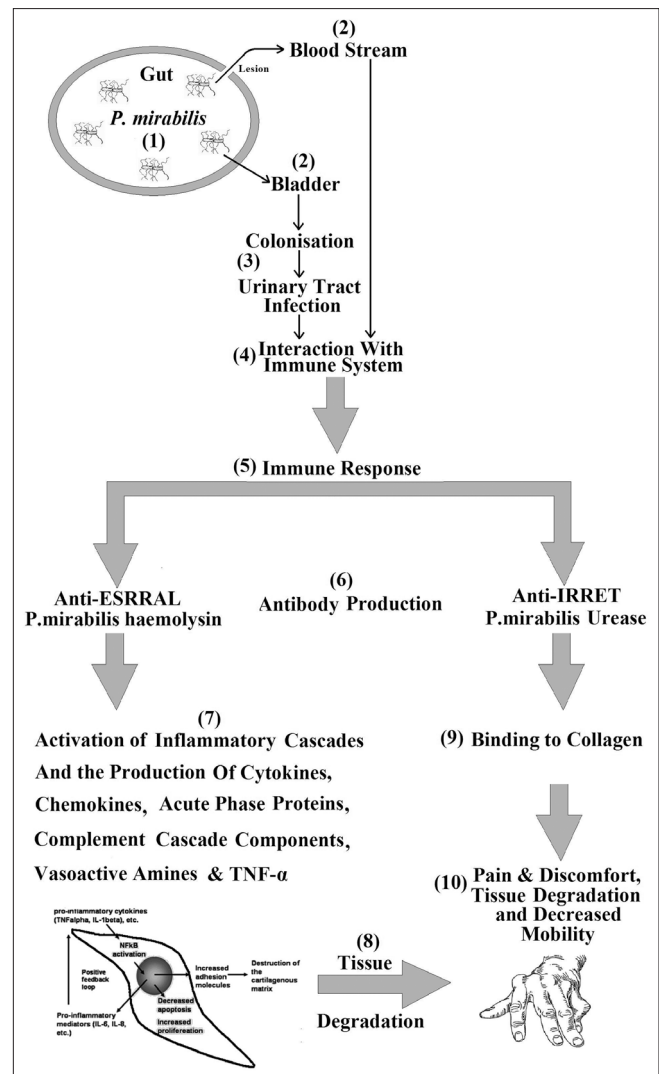 (2)
Blood Stream
Lesion
Gut
P. mirabilis
(1)
(2)
Bladder
Colonisation
(3)
Urinary Tract
Infection
(4) Interaction With
Immune System
(5) Immune Response
(6)
Antibody Production
Anti-ESRRAL
P.mirabilis haemolysin
Anti-IRRET
P.mirabilis Urease
(7)
Activation of Inflammatory Cascades
And the Production Of Cytokines,
Chemokines, Acute Phase Proteins,
Complement Cascade Components,
Vasoactive Amines & TNF-α
(9) Binding to Collagen
(10) Pain & Discomfort,
Tissue Degradation
and Decreased
Mobility
pro-inflammatory cytokines
(TNFalpha, IL-1beta), etc.
NFkB
activation
Positive
feedback
loop
Increased
adhesion
molecules
Destruction of
the
cartilagenous
matrix
Decreased
apoptosis
Increased
prolifereation
Pro-inflammatory
mediators (IL-6, IL-8,
etc.)
(8)
Tissue
Degradation